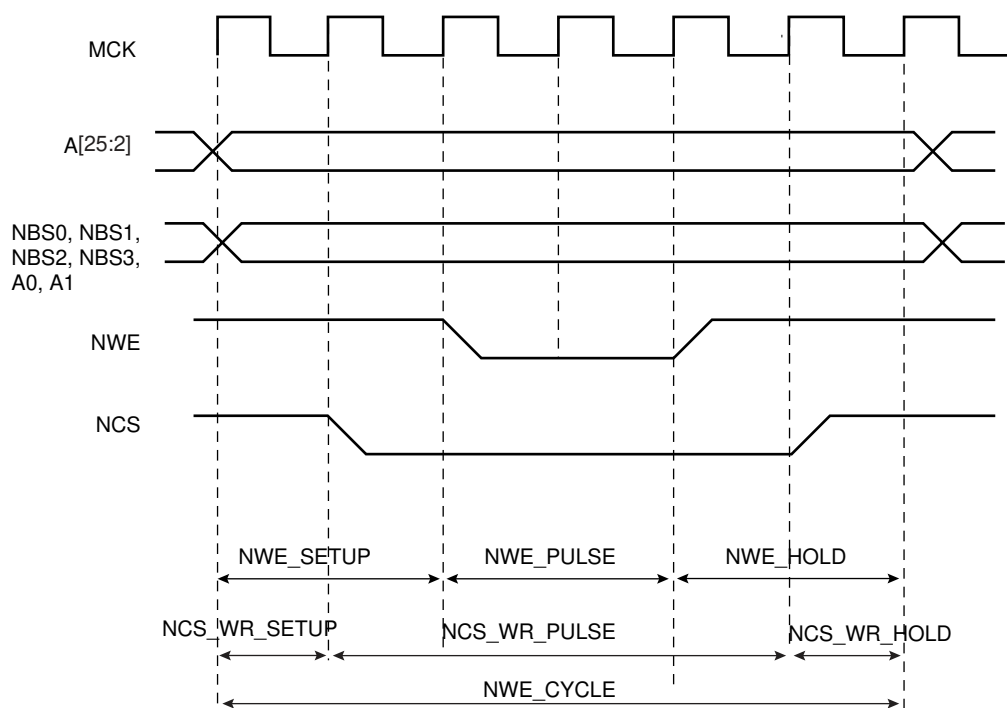 MCK
A[25:2]
NBS0, NBS1,
NBS2, NBS3,
A0, A1
NWE
NCS
NWE_SETUP
NWE_PULSE
NWE_HOLD
NCS_WR_SETUP
NCS_WR_PULSE
NCS_WR_HOLD
NWE_CYCLE